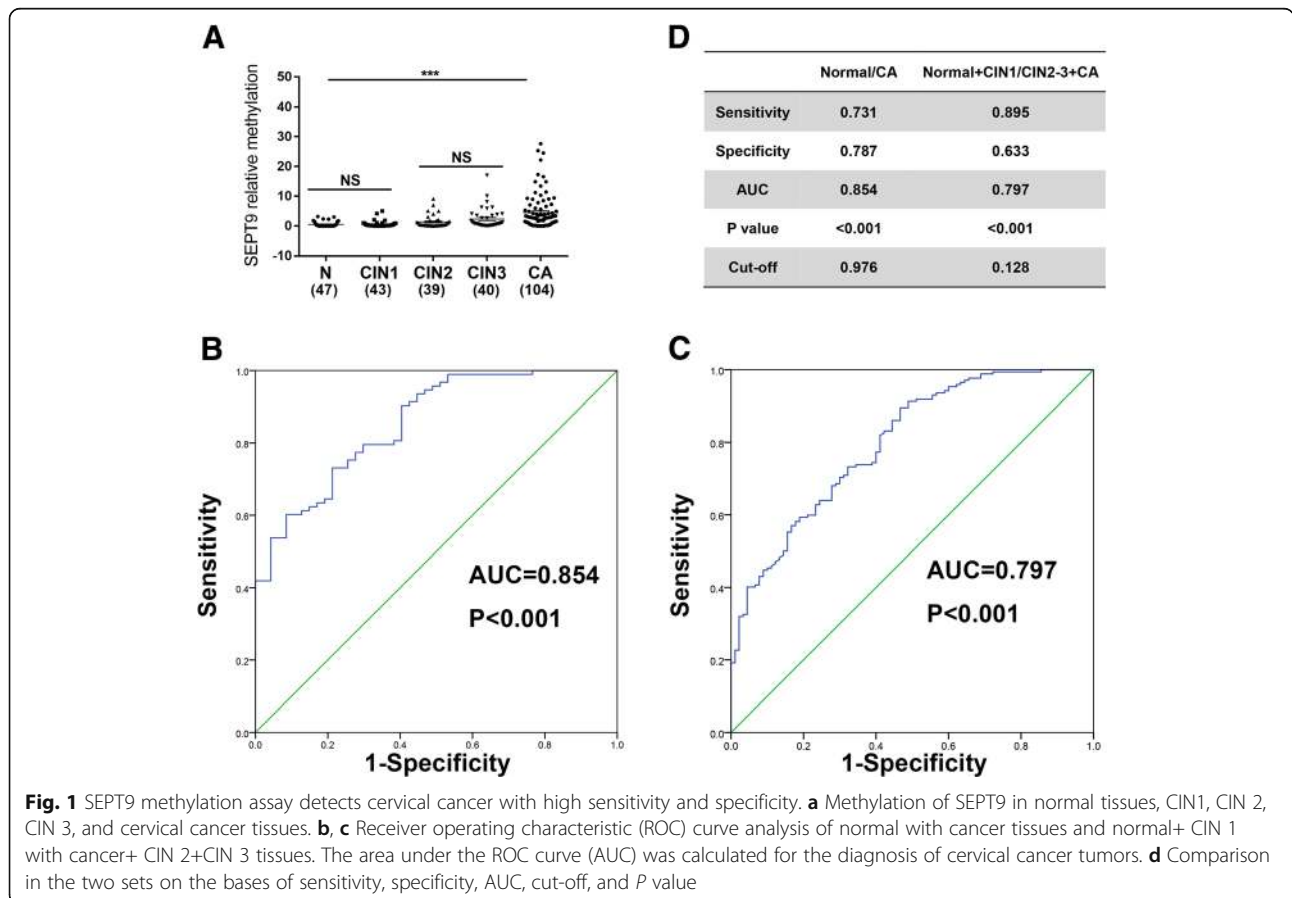 A
SEPT9 relative methylation
50
40
30
20
10
0
-10
***
NS
NS
N CIN1 CIN2 CIN3 CA
(47) (43) (39) (40) (104)
D
Normal/CA Normal+CIN1/CIN2-3+CA
Sensitivity 0.731 0.895
Specificity 0.787 0.633
AUC 0.854 0.797
P value <0.001 <0.001
Cut-off 0.976 0.128
B
Sensitivity
1.0
0.8
0.6
0.4
0.2
0.0
AUC=0.854
P<0.001
0.0 0.2 0.4 0.6 0.8 1.0
1-Specificity
C
Sensitivity
1.0
0.8
0.6
0.4
0.2
0.0
AUC=0.797
P<0.001
0.0 0.2 0.4 0.6 0.8 1.0
1-Specificity
Fig. 1 SEPT9 methylation assay detects cervical cancer with high sensitivity and specificity. a Methylation of SEPT9 in normal tissues, CIN1, CIN 2,
CIN 3, and cervical cancer tissues. b, c Receiver operating characteristic (ROC) curve analysis of normal with cancer tissues and normal+ CIN 1
with cancer+ CIN 2+CIN 3 tissues. The area under the ROC curve (AUC) was calculated for the diagnosis of cervical cancer tumors. d Comparison
in the two sets on the bases of sensitivity, specificity, AUC, cut-off, and P value